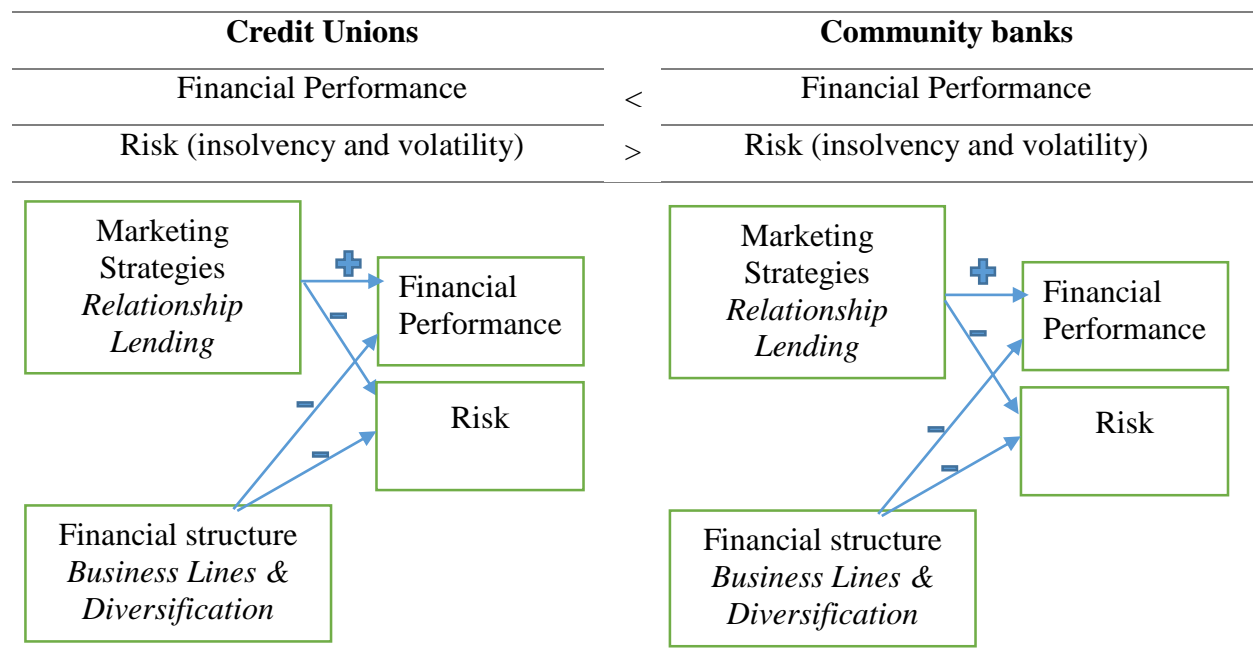 Credit Unions
Community banks
Financial Performance
<
Financial Performance
Risk (insolvency and volatility)
>
Risk (insolvency and volatility)
Marketing
Strategies
Relationship
Lending
+
-
Financial
Performance
-
-
Risk
Financial structure
Business Lines &
Diversification
Marketing
Strategies
Relationship
Lending
+
-
Financial
Performance
-
-
Risk
Financial structure
Business Lines &
Diversification